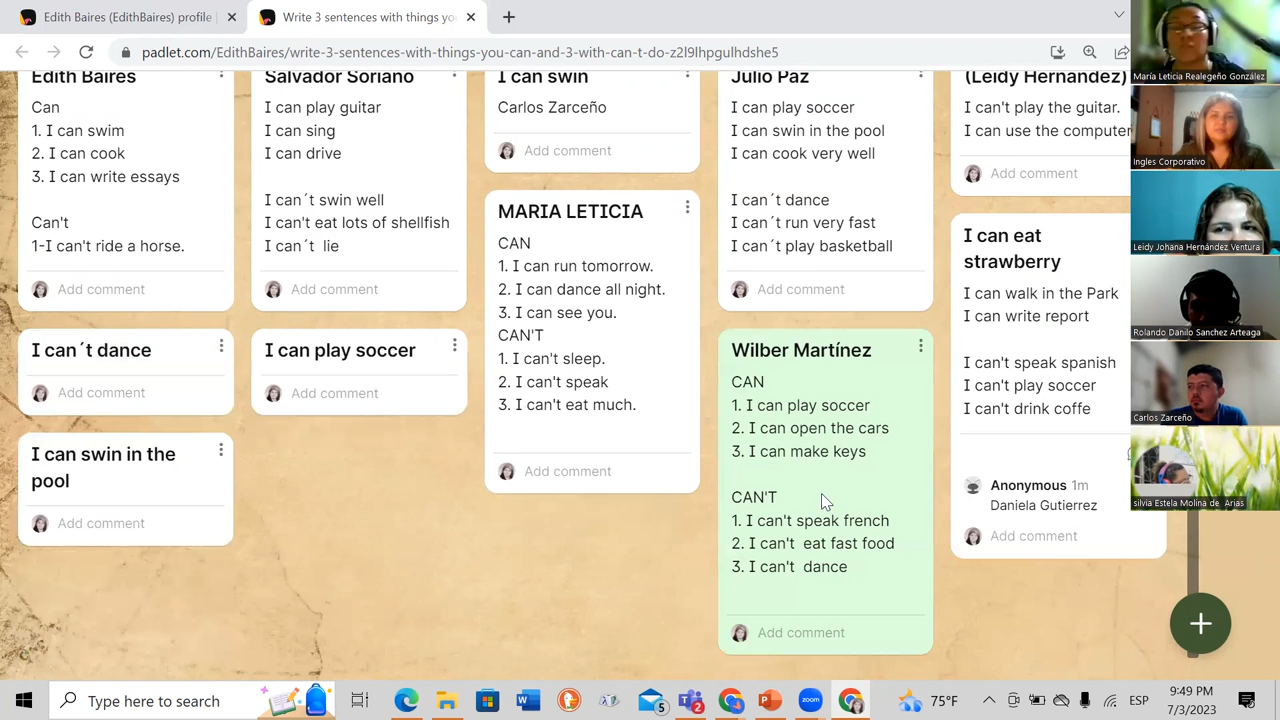 Edith Baires (EdithBaires) profile
Write 3 sentences with things yo
padlet.com/EdithBaires/write-3-sentences-with-things-you-can-and-3-with-can-t-do-z2l9lhpgulhdshe5
Edith Baires
Can
1. I can swim
2. I can cook
3. I can write essays
Can't
1-I can't ride a horse.
Add comment
I can´t dance
Add comment
I can swin in the
pool
Add comment
Salvador Soriano
I can play guitar
I can sing
I can drive
I can´t swin well
I can't eat lots of shellfish
I can´t  lie
Add comment
I can play soccer
Add comment
I can swin
Carlos Zarceño
Add comment
MARIA LETICIA
CAN
1. I can run tomorrow.
2. I can dance all night.
3. I can see you.
CAN'T
1. I can't sleep.
2. I can't speak
3. I can't eat much.
Add comment
Julio Paz
I can play soccer
I can swin in the pool
I can cook very well
I can´t dance
I can´t run very fast
I can´t play basketball
Add comment
Wilber Martínez
CAN
1. I can play soccer
2. I can open the cars
3. I can make keys
CAN'T
1. I can't speak french
2. I can't  eat fast food
3. I can't  dance
Add comment
(Leidy Hernandez)
I can't play the guitar.
I can use the computer
Add comment
I can eat
strawberry
I can walk in the Park
I can write report
I can't speak spanish
I can't play soccer
I can't drink coffe
Anonymous 1m
Daniela Gutierrez
Add comment
María Leticia Realegeño González
Ingles Corporativo
Leidy Johana Hernández Ventura
Rolando Danilo Sanchez Arteaga
Carlos Zarceño
silvia Estela Molina de Arias
Type here to search
5
2
zoom
75°F
ESP
9:49 PM
7/3/2023